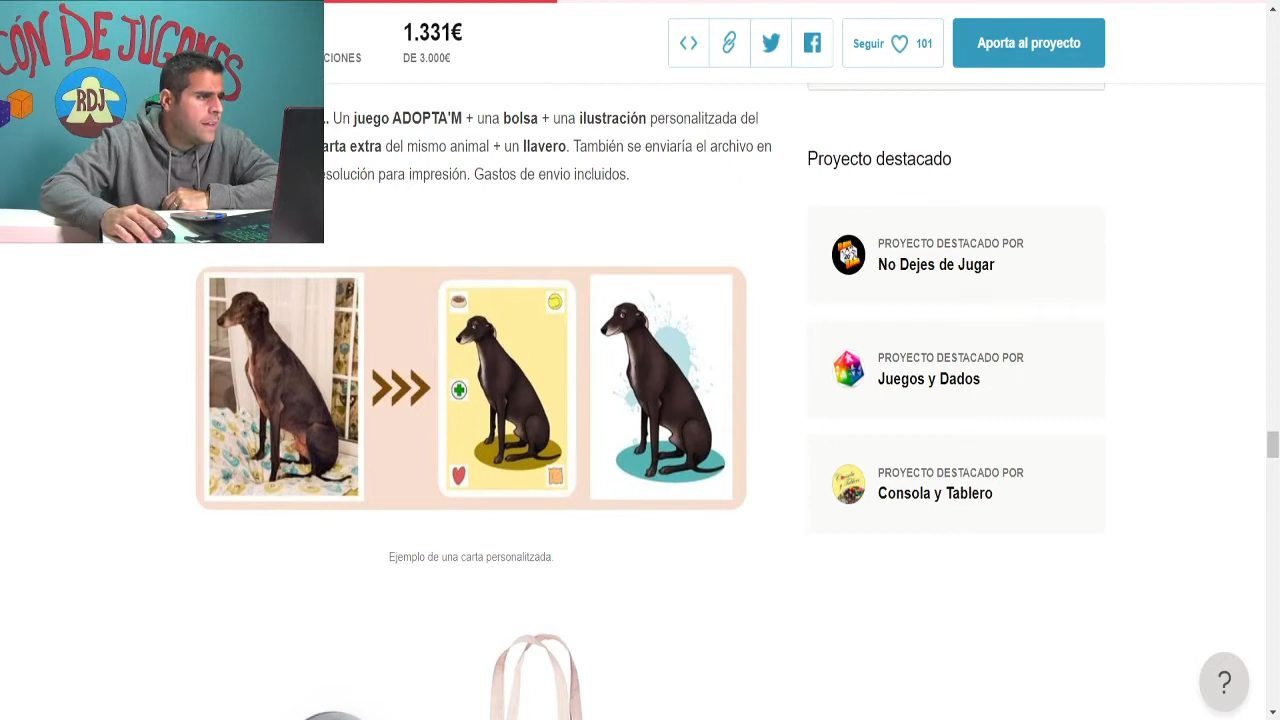 CÓN DE JUGONES
RDJ
CIONES
1.331€
DE 3.000€
Seguir 101
Aporta al proyecto
.. Un juego ADOPTA'M + una bolsa + una ilustración personalitzada del
arta extra del mismo animal + un llavero. También se enviaría el archivo en
esolución para impresión. Gastos de envio incluidos.
Ejemplo de una carta personalitzada.
Proyecto destacado
PROYECTO DESTACADO POR
No Dejes de Jugar
PROYECTO DESTACADO POR
Juegos y Dados
PROYECTO DESTACADO POR
Consola y Tablero
?